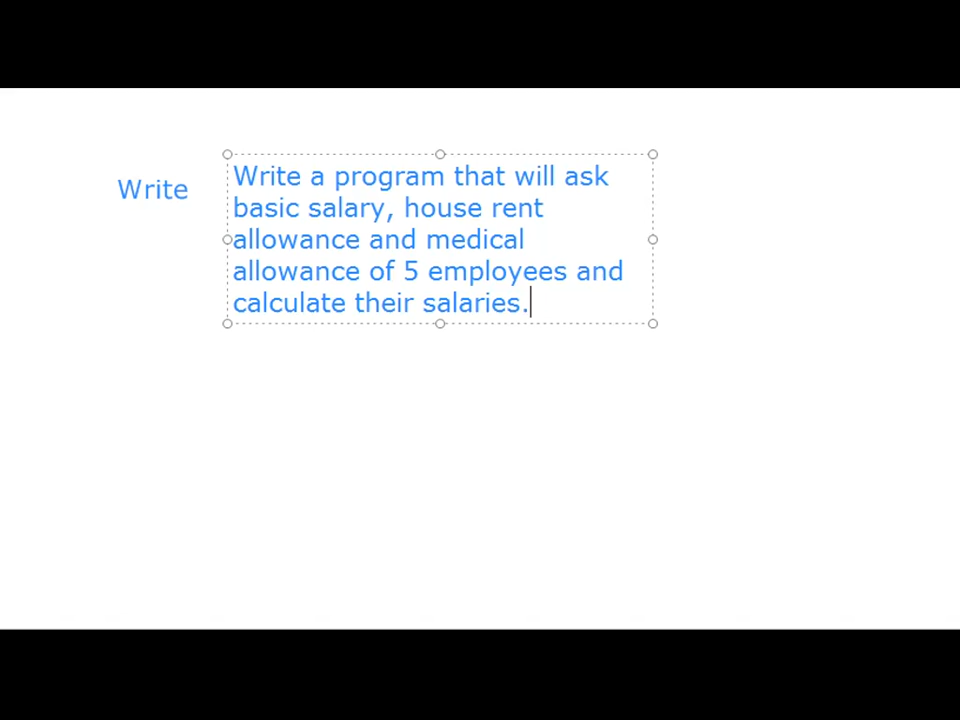 Write
Write a program that will ask
basic salary, house rent
allowance and medical
allowance of 5 employees and
calculate their salaries.